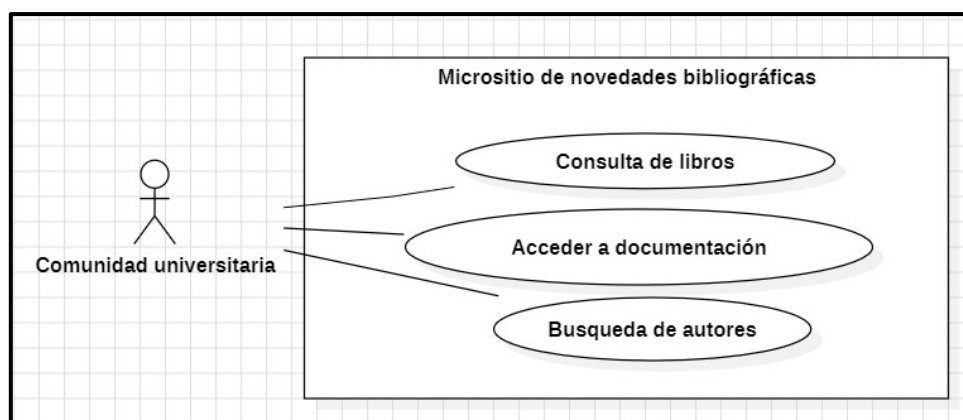 Micrositio de novedades bibliográficas
Consulta de libros
Acceder a documentación
Comunidad universitaria
Busqueda de autores